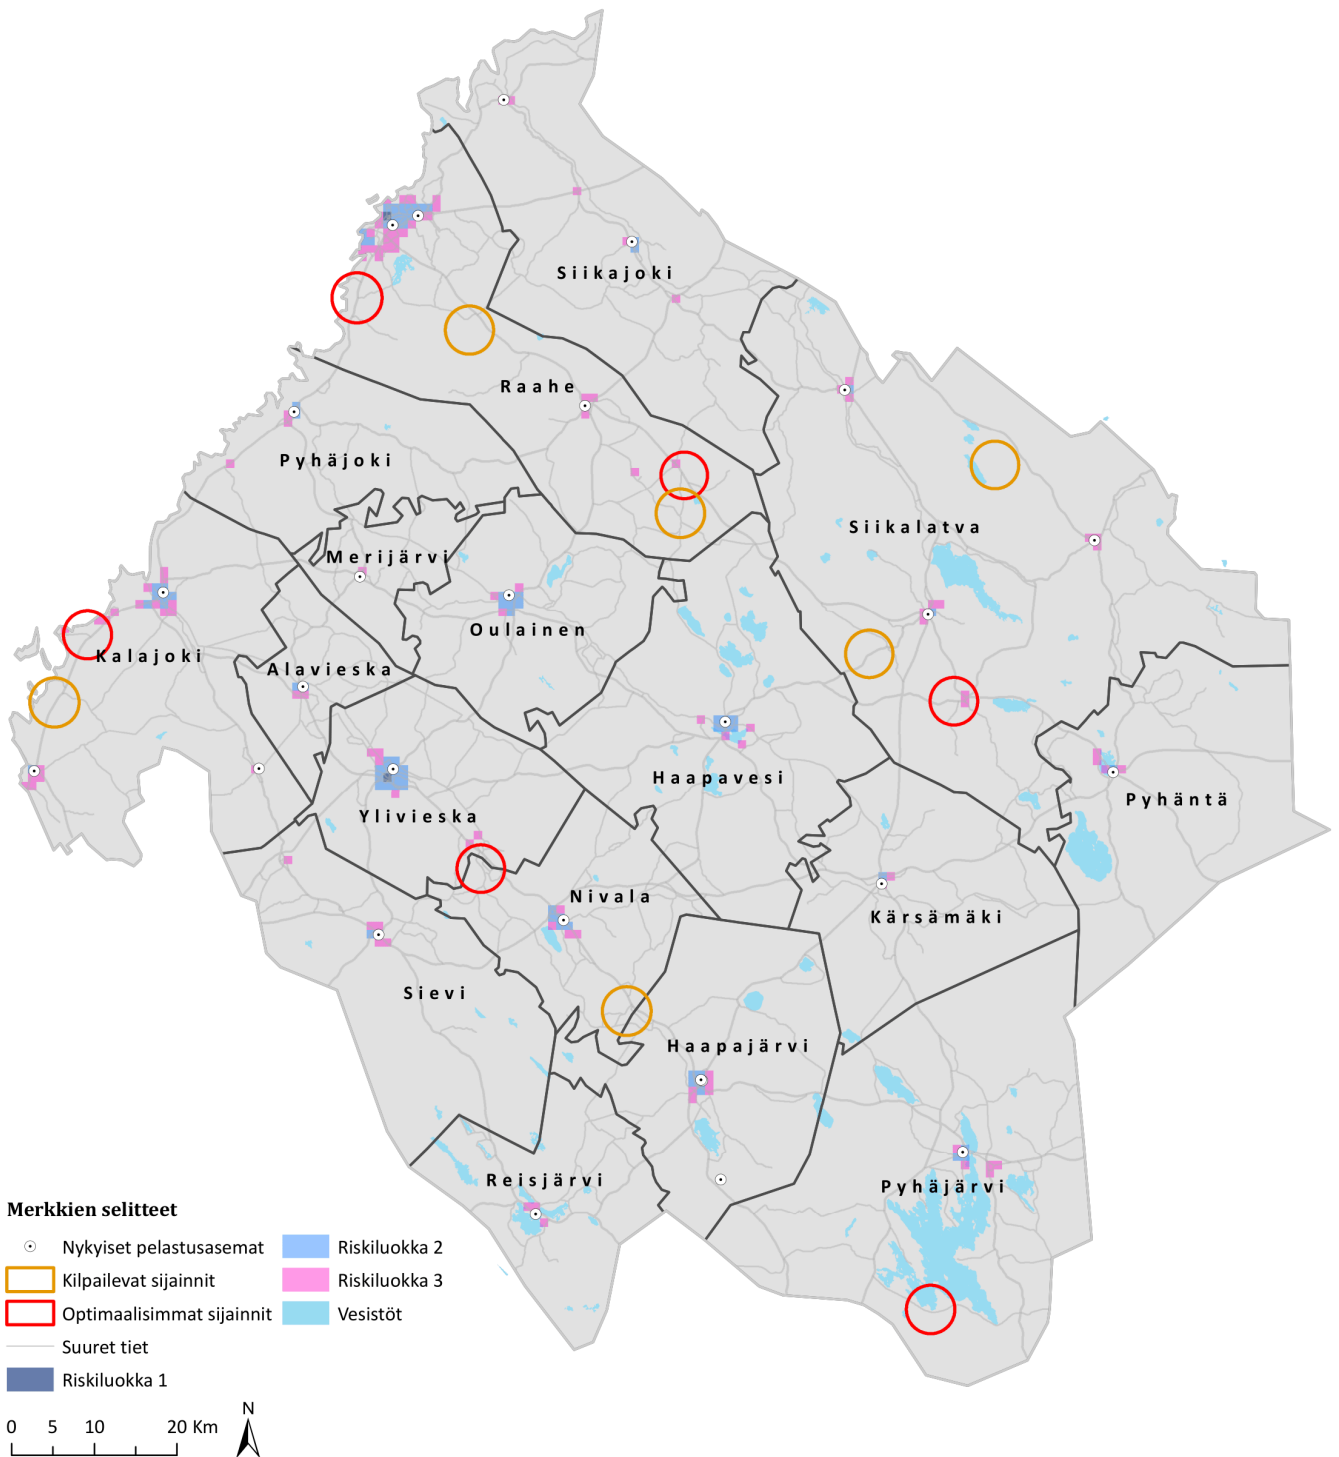 Siikajoki
Raahe
Pyhäjoki
Siikalatva
Merijärvi
Oulainen
Kalajoki
Alavieska
Haapavesi
Pyhäntä
Ylivieska
Nivala
Kärsämäki
Sievi
Haapajärvi
Reisjärvi
Pyhäjärvi
Merkkien selitteet
Nykyiset pelastusasemat
Kilpailevat sijainnit
Optimaalisimmat sijainnit
Suuret tiet
Riskiluokka 1
Riskiluokka 2
Riskiluokka 3
Vesistöt
N
0 5 10 20 Km